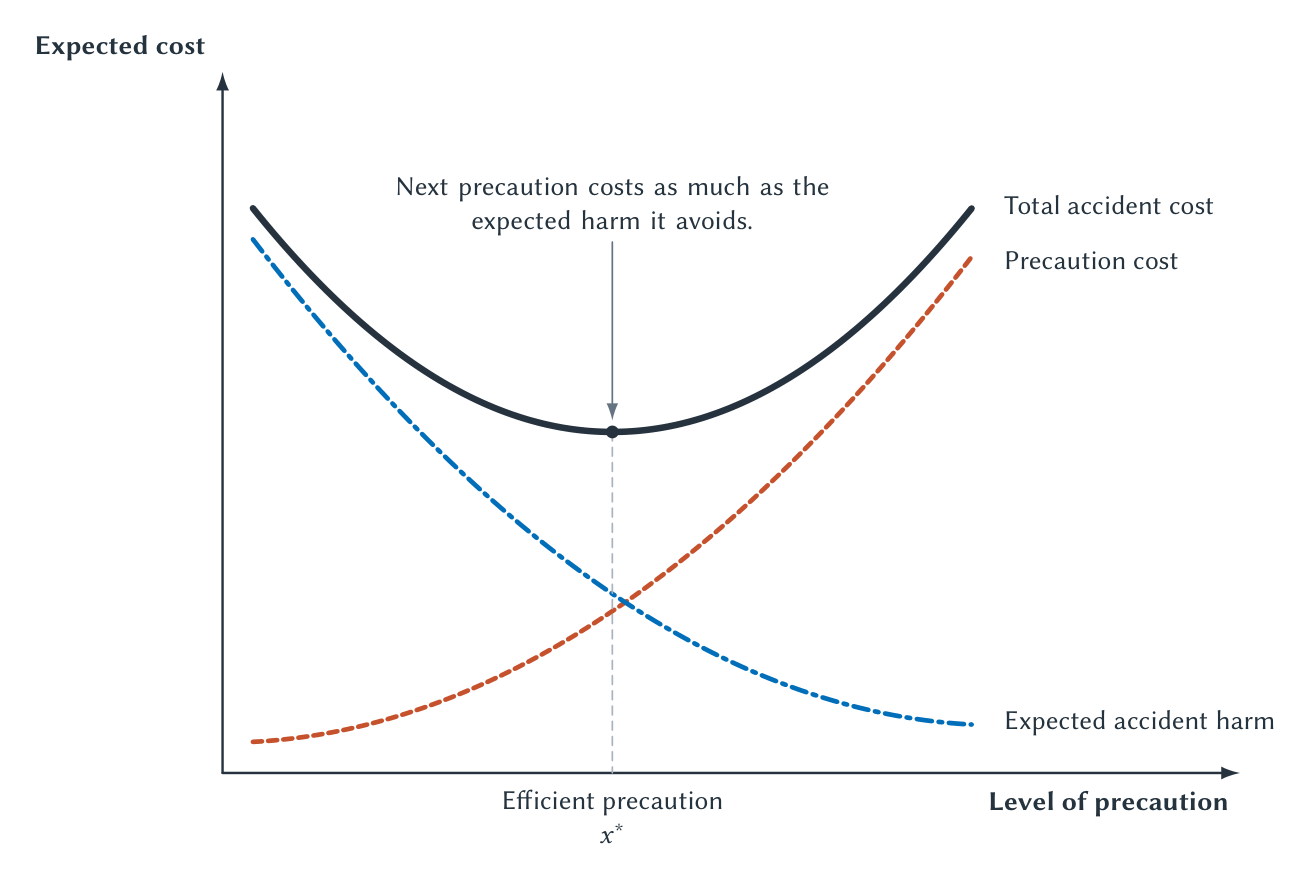 Expected cost
Next precaution costs as much as the
expected harm it avoids.
Total accident cost
Precaution cost
Expected accident harm
Efficient precaution
x*
Level of precaution